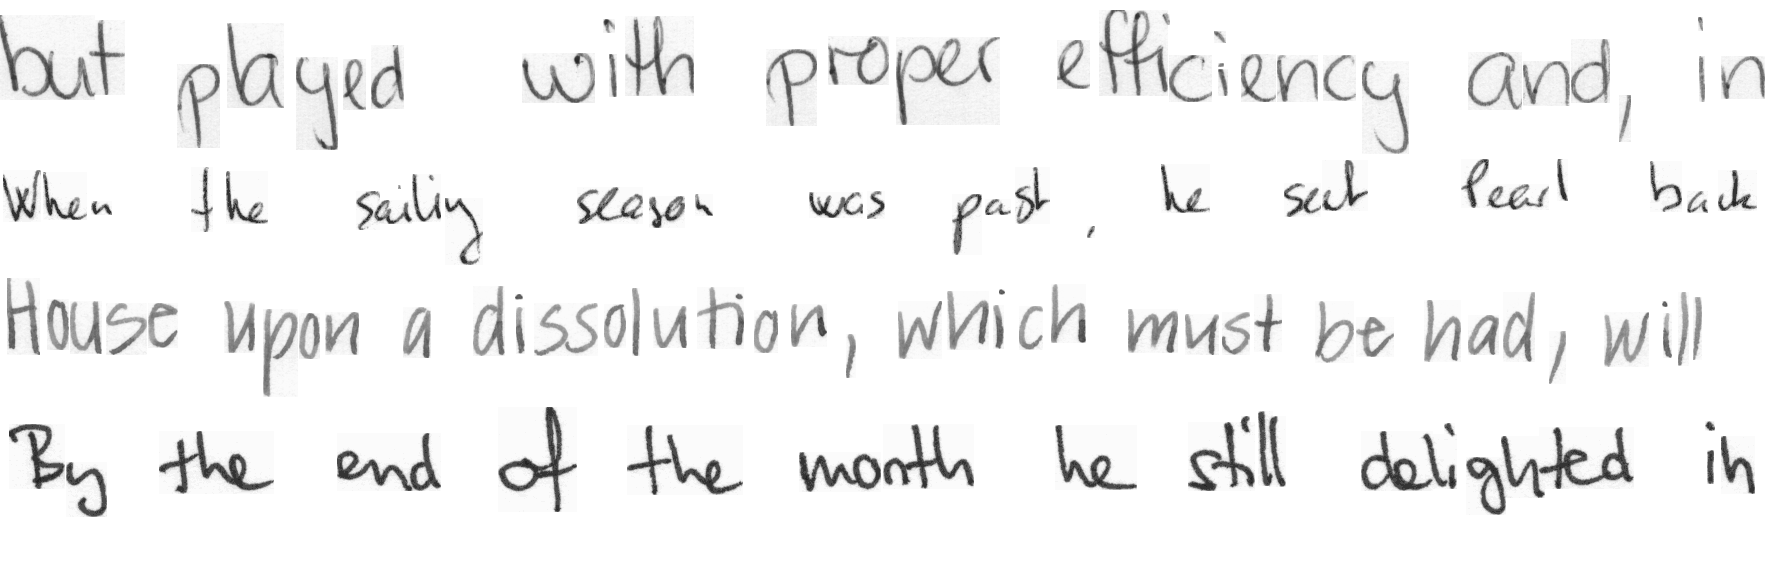 but played with proper efficiency and, in
When the sailing season was past, he sent Pearl back
House upon a dissolution, which must be had, will
By the end of the month he still delighted in